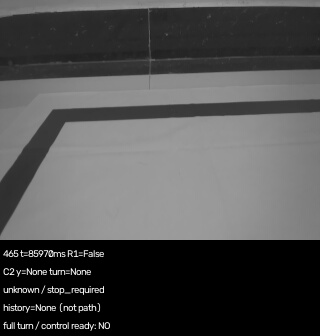 465 t=85970ms R1=False
C2 y=None turn=None
unknown / stop_required
history=None (not path)
full turn / control ready: NO